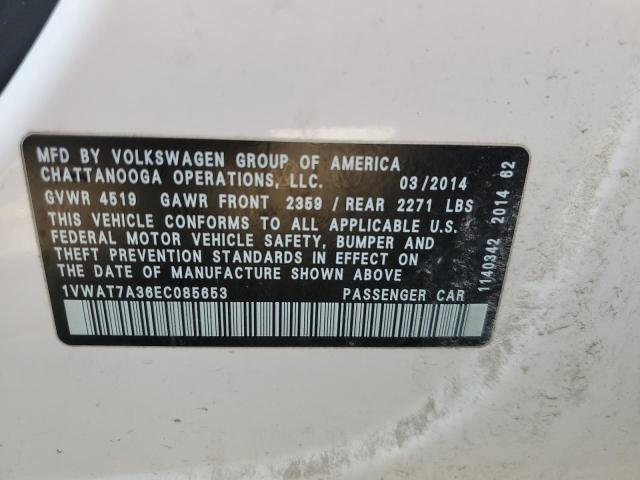 MFD BY VOLKSWAGEN GROUP OF AMERICA
CHATTANOOGA OPERATIONS, LLC. 03/2014
GVWR 4519 GAWR FRONT 2359 / REAR 2271 LBS
THIS VEHICLE CONFORMS TO ALL APPLICABLE U.S.
FEDERAL MOTOR VEHICLE SAFETY, BUMPER AND
THEFT PREVENTION STANDARDS IN EFFECT ON
THE DATE OF MANUFACTURE SHOWN ABOVE
1VWAT7A36EC085653 PASSENGER CAR
1140342 2014 62